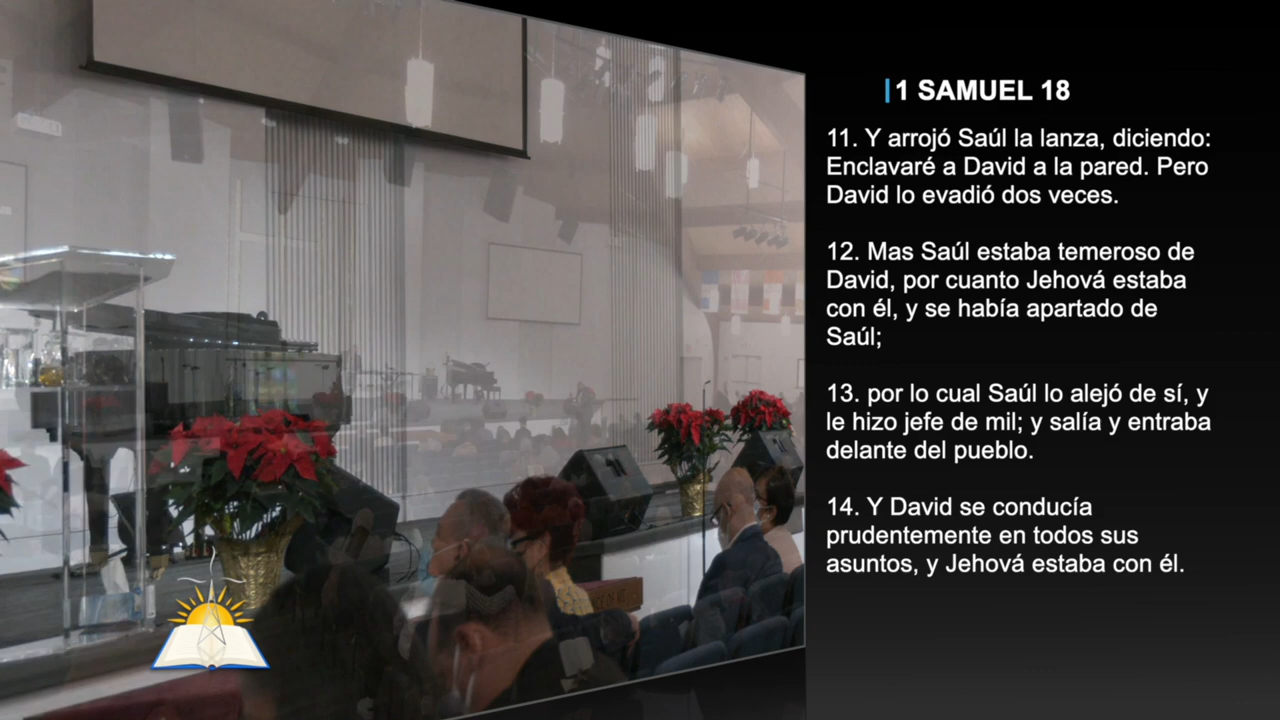 1 SAMUEL 18
11. Y arrojó Saúl la lanza, diciendo:
Enclavaré a David a la pared. Pero
David lo evadió dos veces.
12. Mas Saúl estaba temeroso de
David, por cuanto Jehová estaba
con él, y se había apartado de
Saúl;
13. por lo cual Saúl lo alejó de sí, y
le hizo jefe de mil; y salía y entraba
delante del pueblo.
14. Y David se conducía
prudentemente en todos sus
asuntos, y Jehová estaba con él.